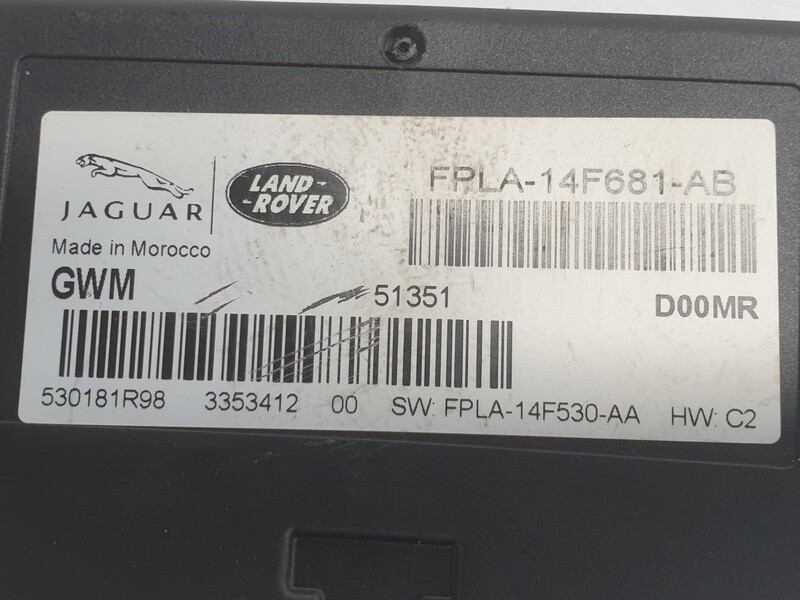 JAGUAR
LAND-
-ROVER
FPLA-14F681-AB
Made in Morocco
GWM
51351
D00MR
530181R98 3353412 00 SW: FPLA-14F530-AA HW: C2